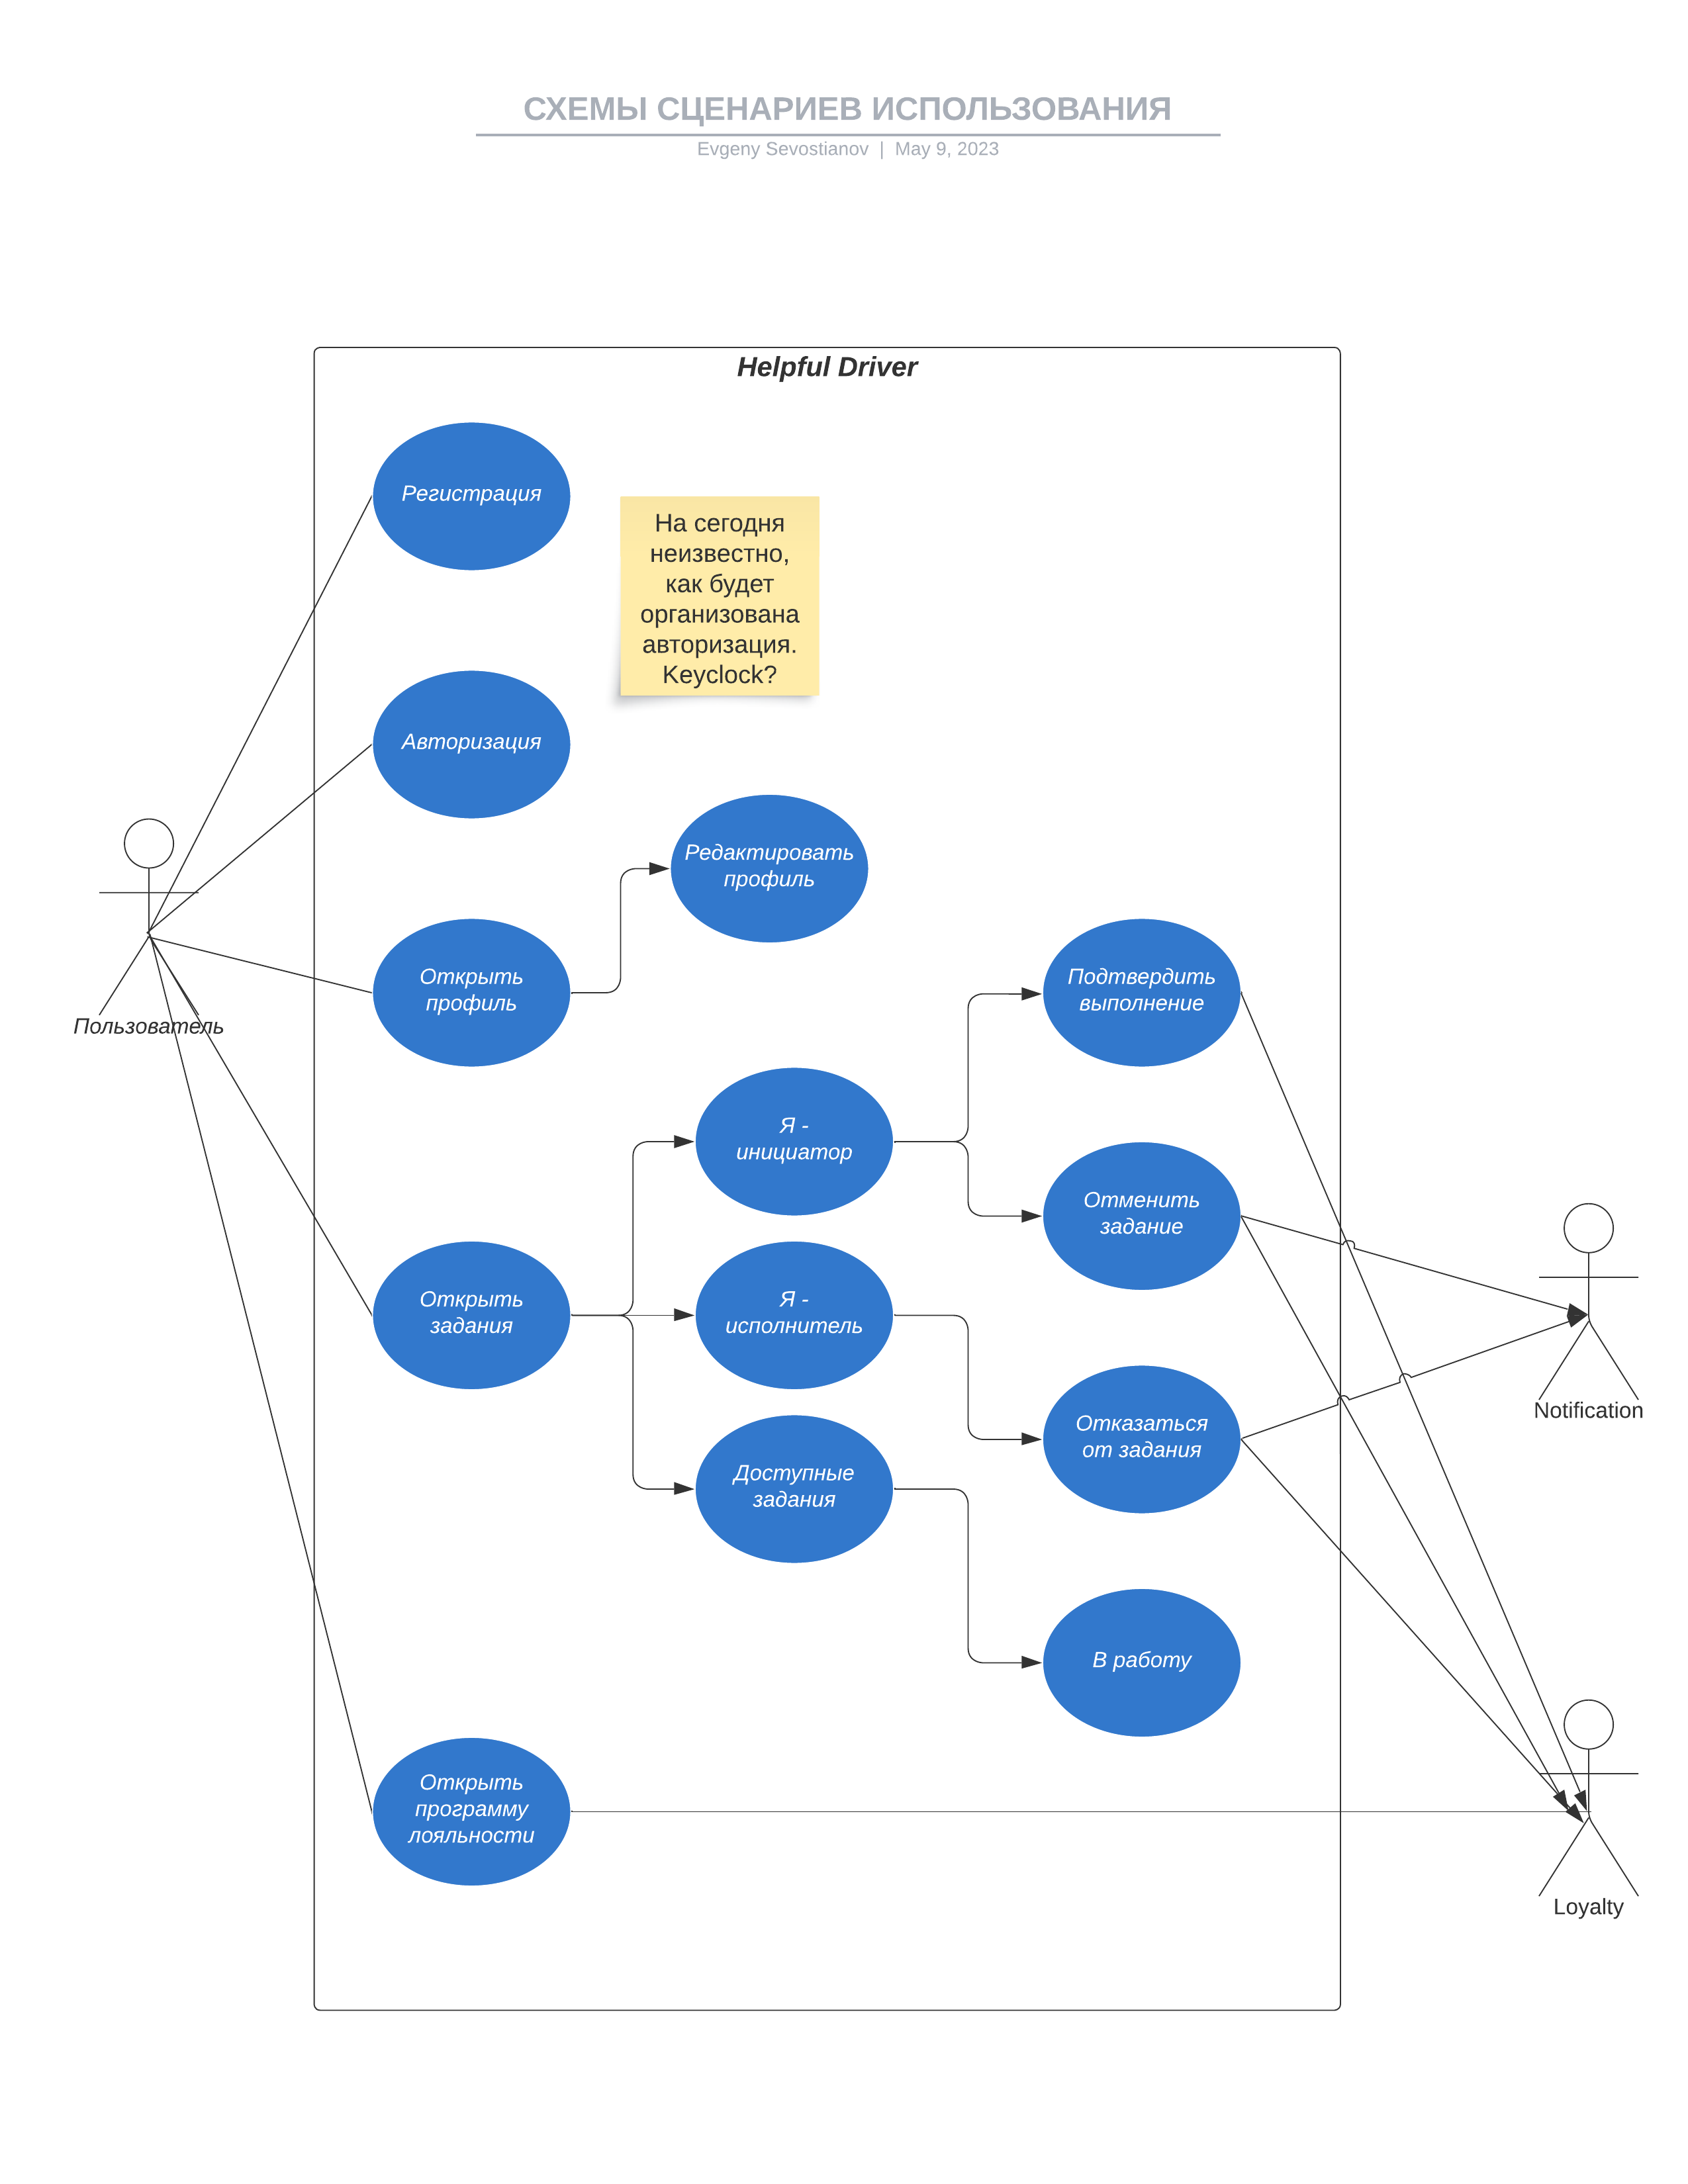 СХЕМЫ СЦЕНАРИЕВ ИСПОЛЬЗОВАНИЯ
Evgeny Sevostianov | May 9, 2023
Helpful Driver
Регистрация
На сегодня
неизвестно,
как будет
организована
авторизация.
Keyclock?
Авторизация
Редактировать
профиль
Открыть
профиль
Пользователь
Подтвердить
выполнение
Я -
инициатор
Отменить
задание
Открыть
задания
Я -
исполнитель
Notification
Отказаться
от задания
Доступные
задания
В работу
Открыть
программу
лояльности
Loyalty